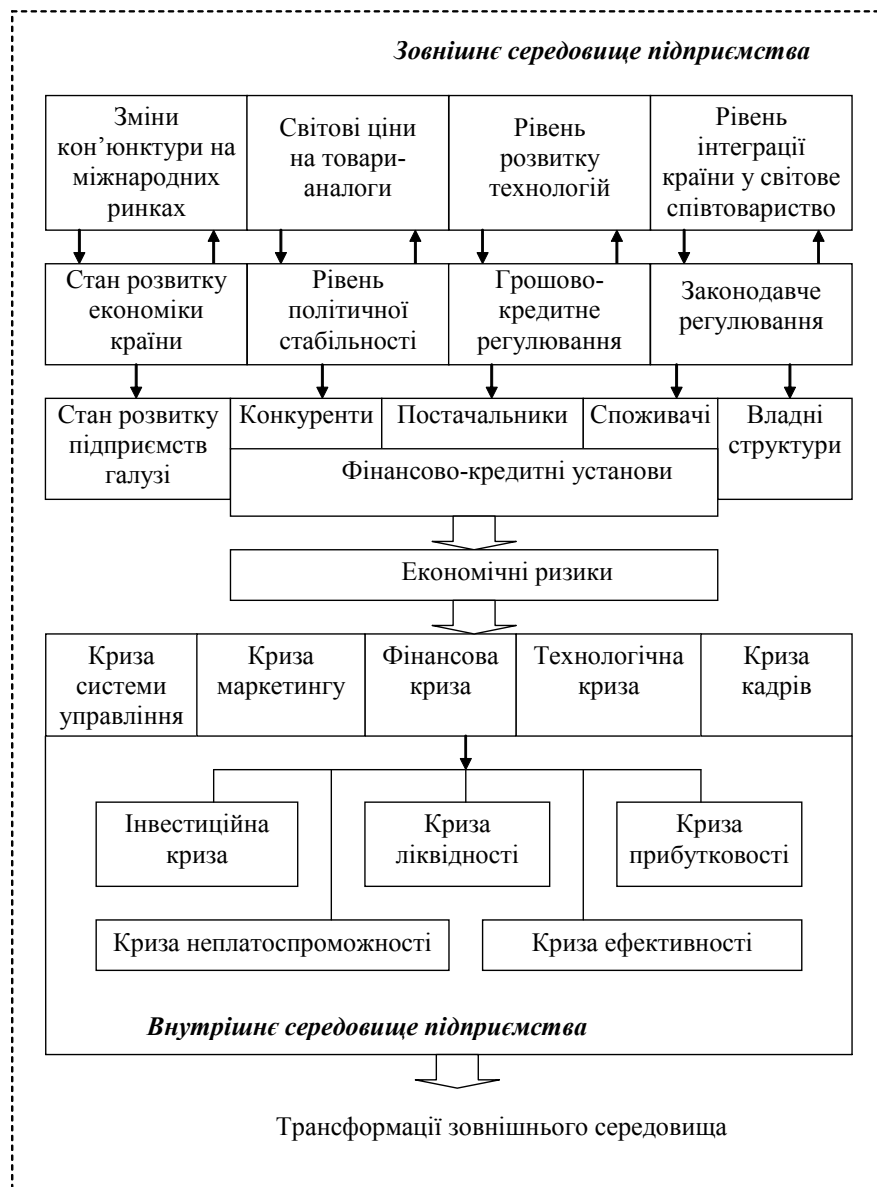 Зовнішнє середовище підприємства
Зміни
кон’юнктури на
міжнародних
ринках
Світові ціни
на товари-
аналоги
Рівень
розвитку
технологій
Рівень
інтеграції
країни у світове
співтовариство
Стан розвитку
економіки
країни
Рівень
політичної
стабільності
Грошово-
кредитне
регулювання
Законодавче
регулювання
Стан розвитку
підприємств
галузі
Конкуренти
Постачальники
Споживачі
Владні
структури
Фінансово-кредитні установи
Економічні ризики
Криза
системи
управління
Криза
маркетингу
Фінансова
криза
Технологічна
криза
Криза
кадрів
Інвестиційна
криза
Криза
ліквідності
Криза
прибутковості
Криза неплатоспроможності
Криза ефективності
Внутрішнє середовище підприємства
Трансформації зовнішнього середовища